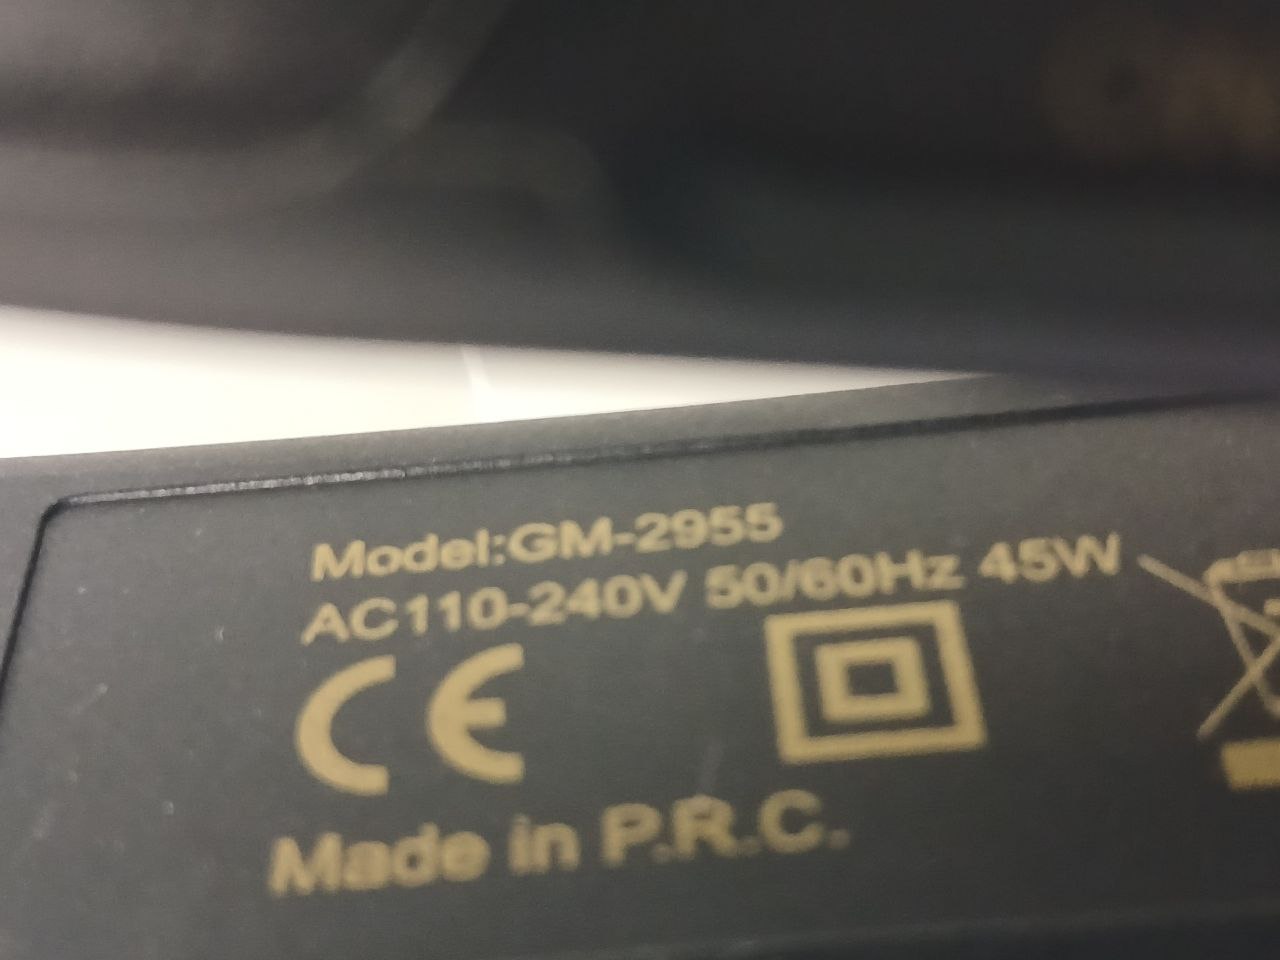 Model:GM-2955
AC110-240V 50/60Hz 45W
CE
Made in P.R.C.